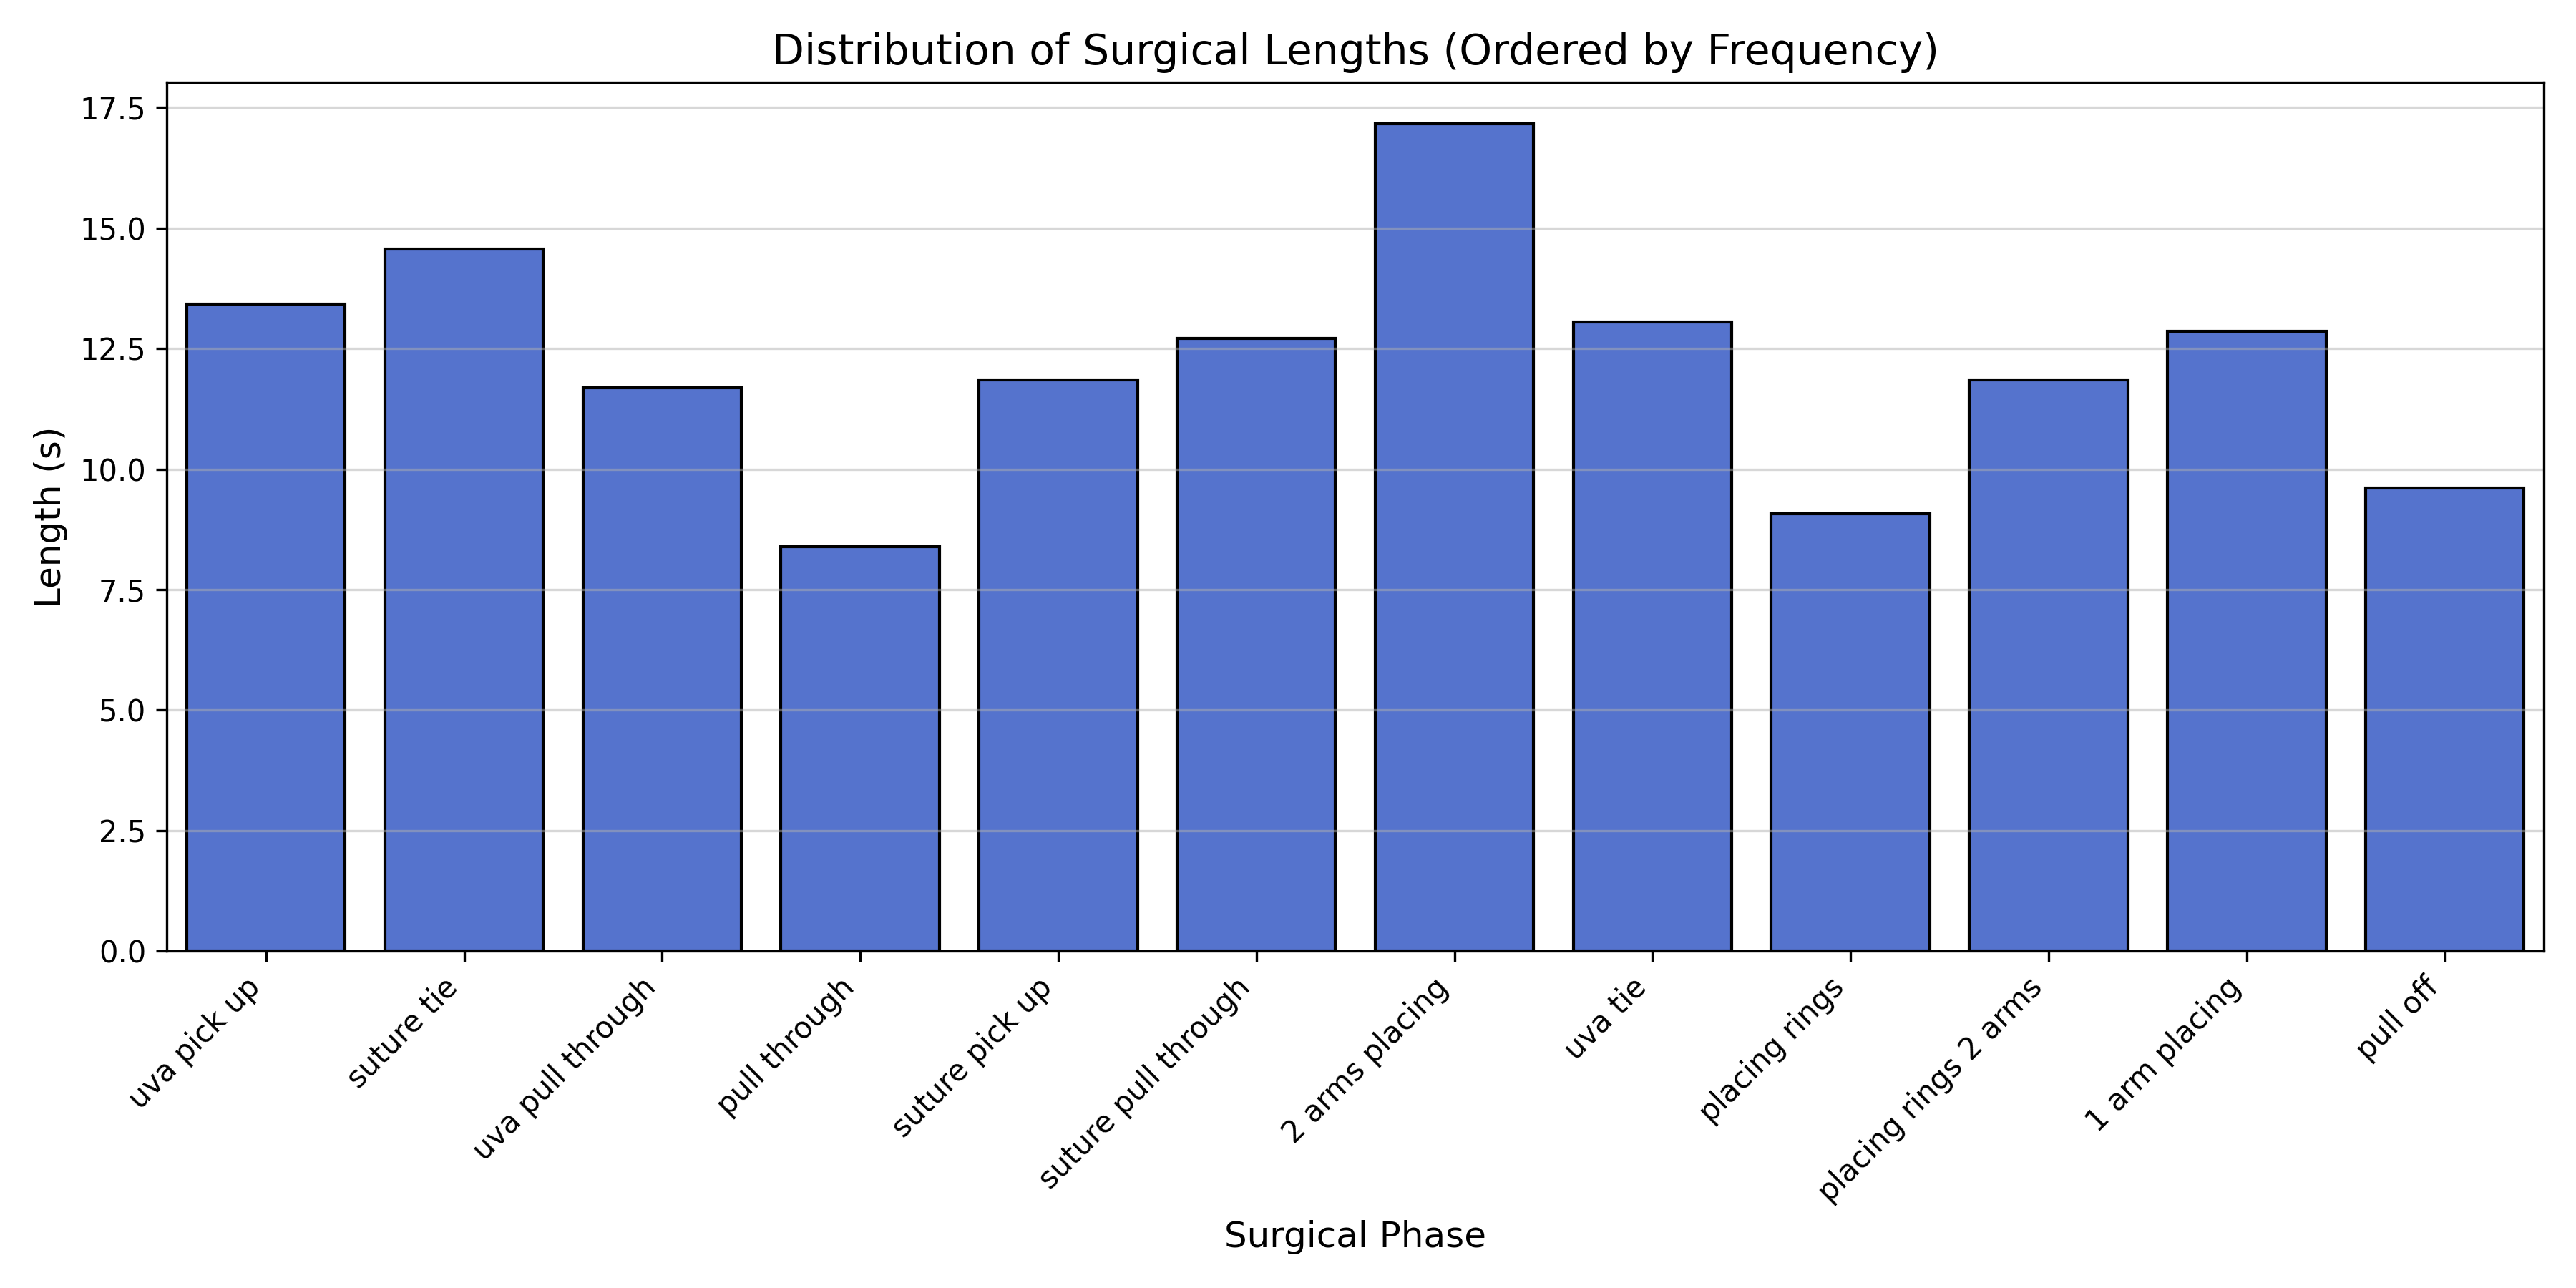 Distribution of Surgical Lengths (Ordered by Frequency)
Length (s)
17.5
15.0
12.5
10.0
7.5
5.0
2.5
0.0
uva pick up
suture tie
uva pull through
pull through
suture pick up
suture pull through
2 arms placing
uva tie
placing rings
placing rings 2 arms
1 arm placing
pull off
Surgical Phase